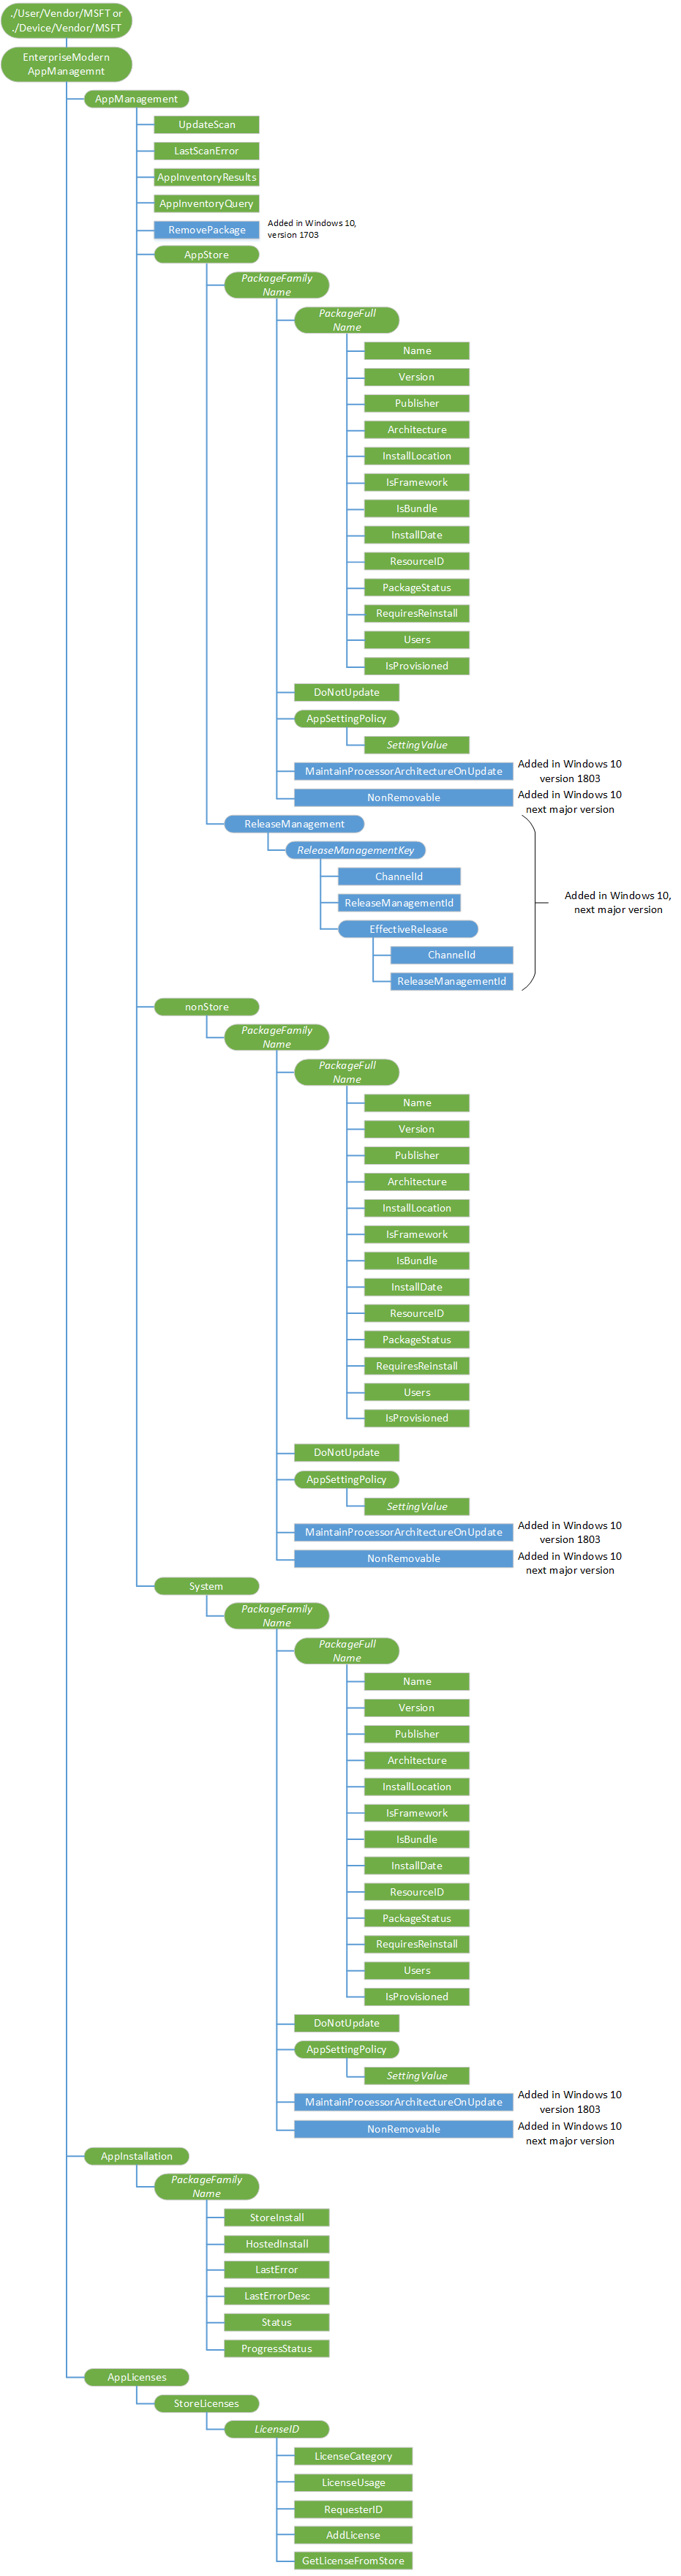 ./User/Vendor/MSFT or
./Device/Vendor/MSFT
EnterpriseModern
AppManagemnt
AppManagement
UpdateScan
LastScanError
AppInventoryResults
AppInventoryQuery
RemovePackage
Added in Windows 10,
version 1703
AppStore
PackageFamily
Name
PackageFull
Name
Name
Version
Publisher
Architecture
InstallLocation
IsFramework
IsBundle
InstallDate
ResourceID
PackageStatus
RequiresReinstall
Users
IsProvisioned
DoNotUpdate
AppSettingPolicy
SettingValue
MaintainProcessorArchitectureOnUpdate
Added in Windows 10
version 1803
NonRemovable
Added in Windows 10
next major version
ReleaseManagement
ReleaseManagementKey
ChannelId
ReleaseManagementId
EffectiveRelease
ChannelId
ReleaseManagementId
Added in Windows 10,
next major version
nonStore
PackageFamily
Name
PackageFull
Name
Name
Version
Publisher
Architecture
InstallLocation
IsFramework
IsBundle
InstallDate
ResourceID
PackageStatus
RequiresReinstall
Users
IsProvisioned
DoNotUpdate
AppSettingPolicy
SettingValue
MaintainProcessorArchitectureOnUpdate
Added in Windows 10
version 1803
NonRemovable
Added in Windows 10
next major version
System
PackageFamily
Name
PackageFull
Name
Name
Version
Publisher
Architecture
InstallLocation
IsFramework
IsBundle
InstallDate
ResourceID
PackageStatus
RequiresReinstall
Users
IsProvisioned
DoNotUpdate
AppSettingPolicy
SettingValue
MaintainProcessorArchitectureOnUpdate
Added in Windows 10
version 1803
NonRemovable
Added in Windows 10
next major version
AppInstallation
PackageFamily
Name
StoreInstall
HostedInstall
LastError
LastErrorDesc
Status
ProgressStatus
AppLicenses
StoreLicenses
LicenseID
LicenseCategory
LicenseUsage
RequesterID
AddLicense
GetLicenseFromStore